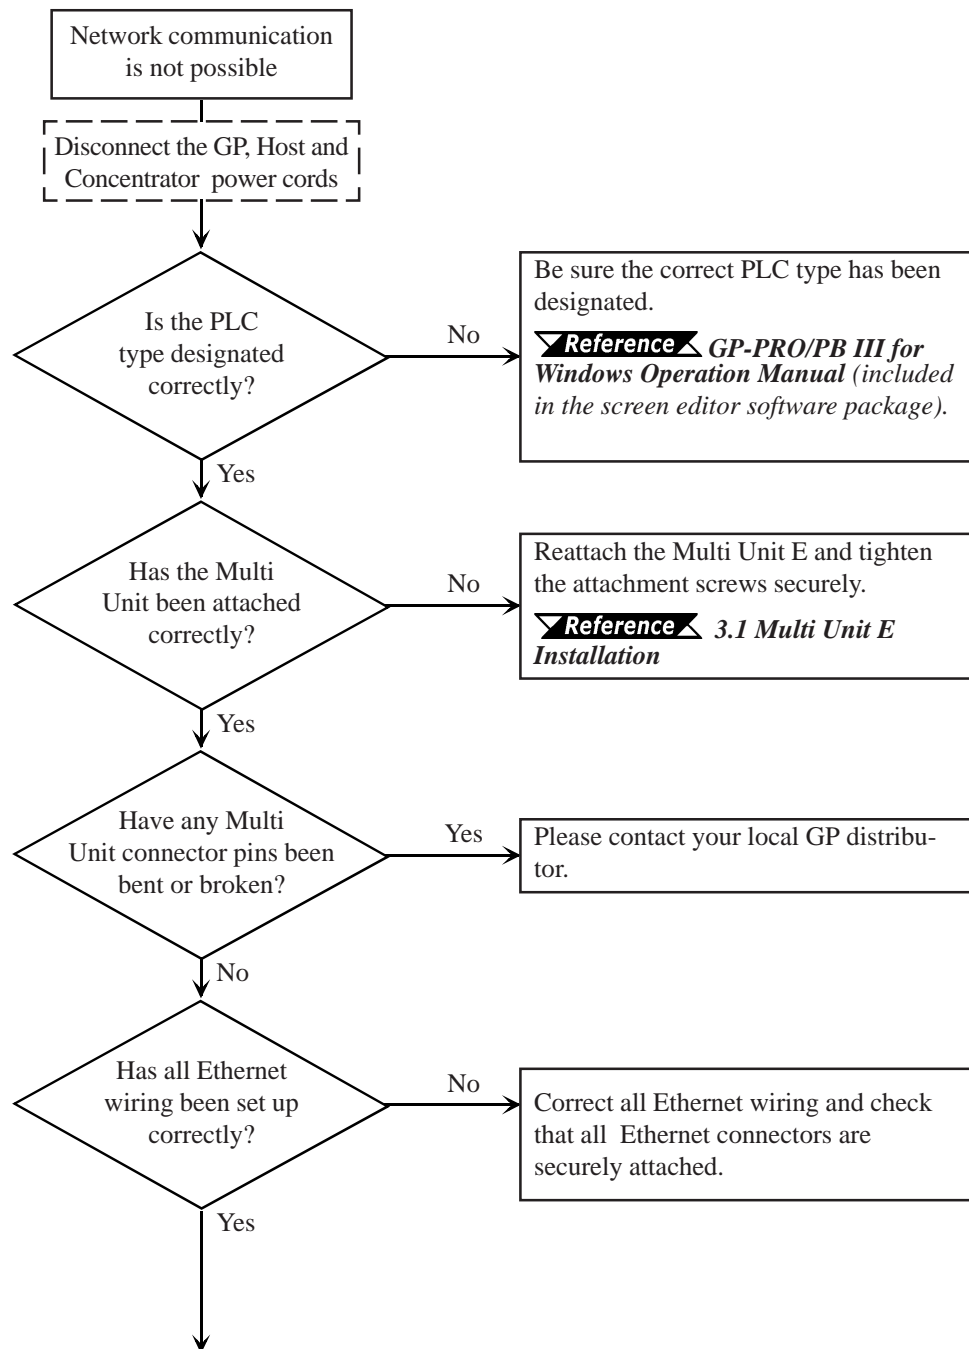 Network communication
is not possible
Disconnect the GP, Host and
Concentrator power cords
Is the PLC
type designated
correctly?
No
Be sure the correct PLC type has been
designated.
Reference GP-PRO/PB III for
Windows Operation Manual (included
in the screen editor software package).
Yes
Has the Multi
Unit been attached
correctly?
No
Reattach the Multi Unit E and tighten
the attachment screws securely.
Reference 3.1 Multi Unit E
Installation
Yes
Have any Multi
Unit connector pins been
bent or broken?
Yes
Please contact your local GP distribu-
tor.
No
Has all Ethernet
wiring been set up
correctly?
No
Correct all Ethernet wiring and check
that all Ethernet connectors are
securely attached.
Yes